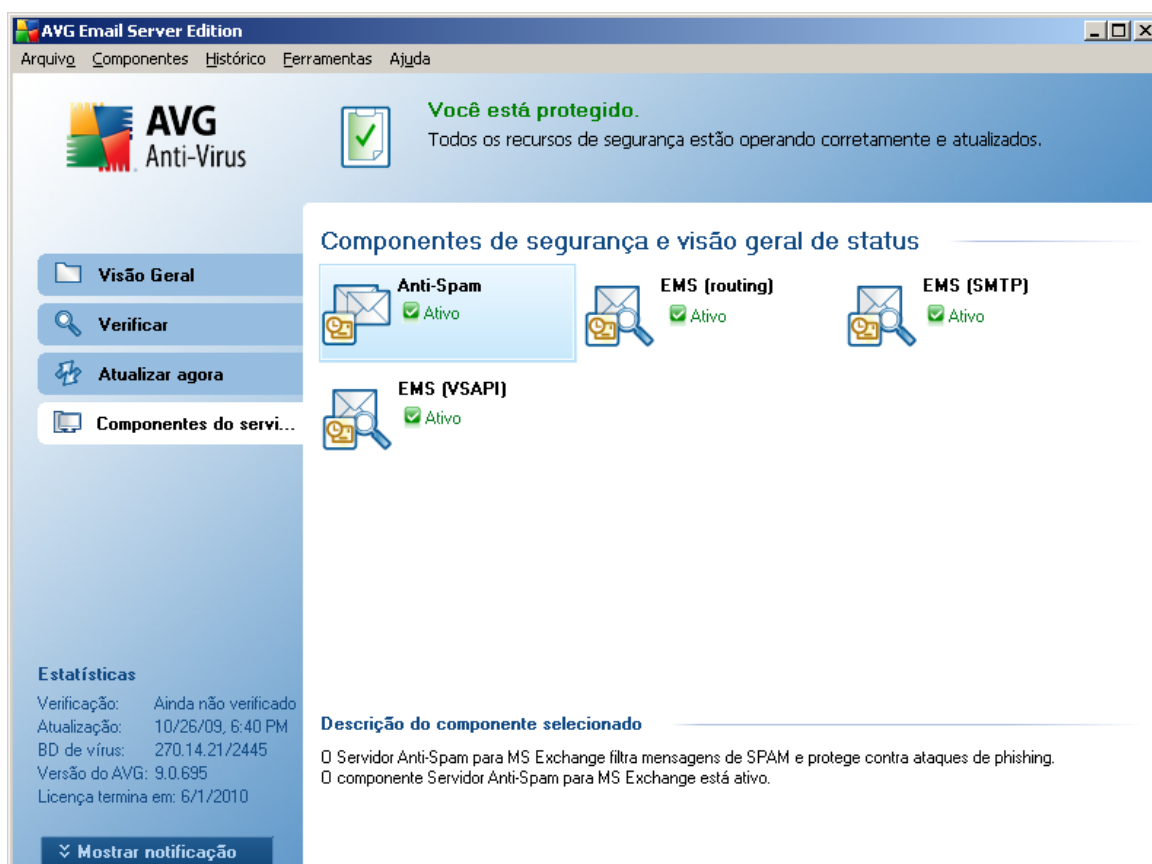 AVG Email Server Edition
Arquivo Componentes Histórico Ferramentas Ajuda
AVG
Anti-Virus
Você está protegido.
Todos os recursos de segurança estão operando corretamente e atualizados.
Visão Geral
Verificar
Atualizar agora
Componentes do servi...
Componentes de segurança e visão geral de status
Anti-Spam
Ativo
EMS (routing)
Ativo
EMS (SMTP)
Ativo
EMS (VSAPI)
Ativo
Estatísticas
Verificação: Ainda não verificado
Atualização: 10/26/09, 6:40 PM
BD de vírus: 270.14.21/2445
Versão do AVG: 9.0.695
Licença termina em: 6/1/2010
Mostrar notificação
Descrição do componente selecionado
O Servidor Anti-Spam para MS Exchange filtra mensagens de SPAM e protege contra ataques de phishing.
O componente Servidor Anti-Spam para MS Exchange está ativo.